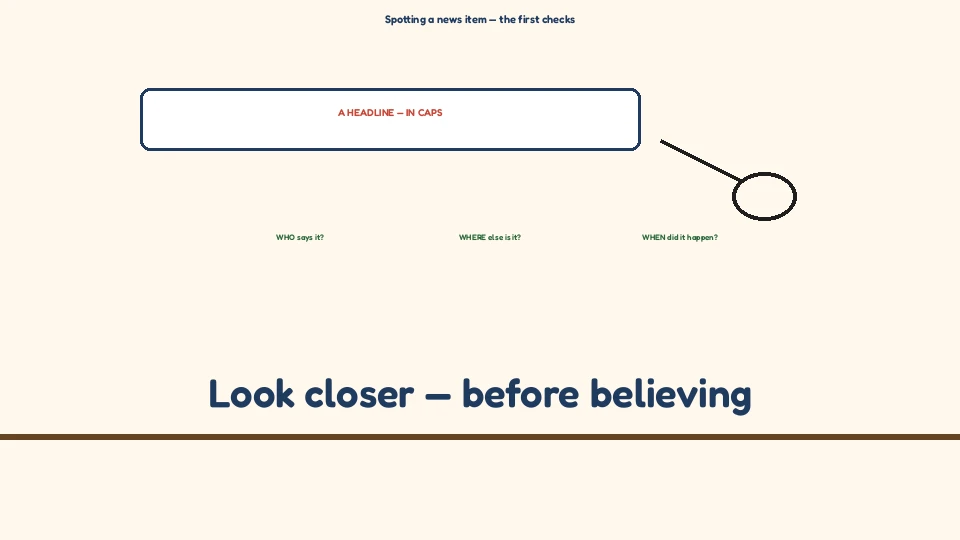 Spotting a news item — the first checks
A HEADLINE — IN CAPS
WHO says it?
WHERE else is it?
WHEN did it happen?
Look closer — before believing